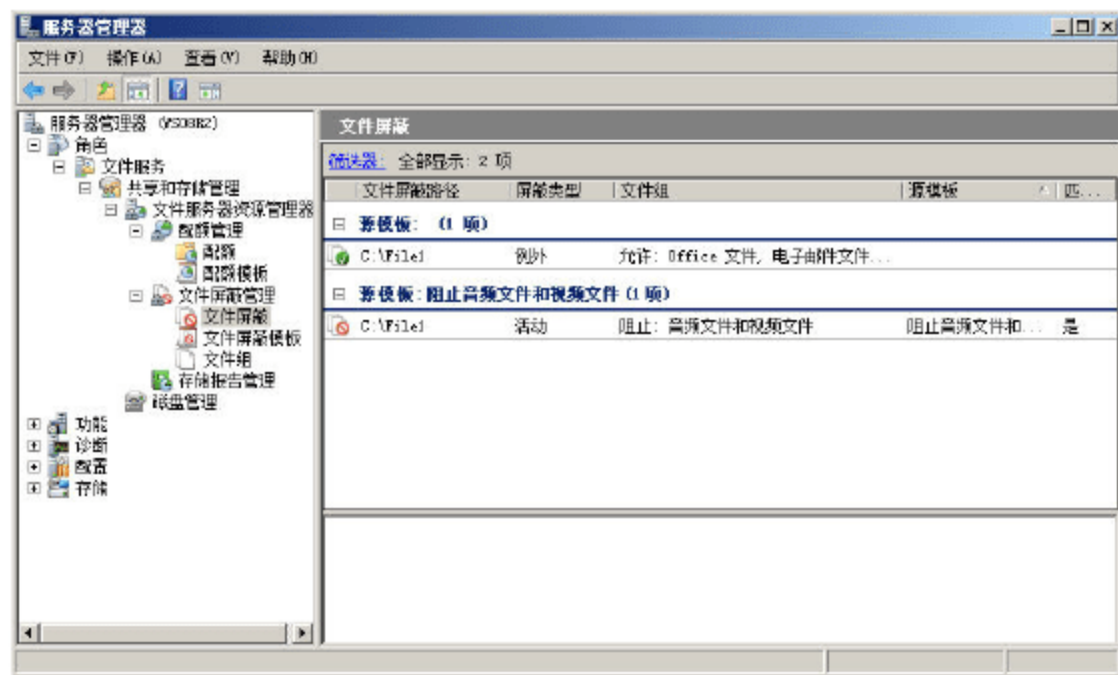 服务器管理器
文件(F) 操作(A) 查看(V) 帮助(H)
服务器管理器 (VS08R2)
角色
文件服务
共享和存储管理
文件服务器资源管理器
配额管理
配额
配额模板
文件屏蔽管理
文件屏蔽
文件屏蔽模板
文件组
存储报告管理
磁盘管理
功能
诊断
配置
存储
文件屏蔽
筛选器: 全部显示: 2 项
文件屏蔽路径 屏蔽类型 文件组 源模板 匹...
源模板: (1 项)
C:\File1 例外 允许: Office 文件, 电子邮件文件...
源模板:阻止音频文件和视频文件 (1 项)
C:\File1 活动 阻止: 音频文件和视频文件 阻止音频文件和... 是